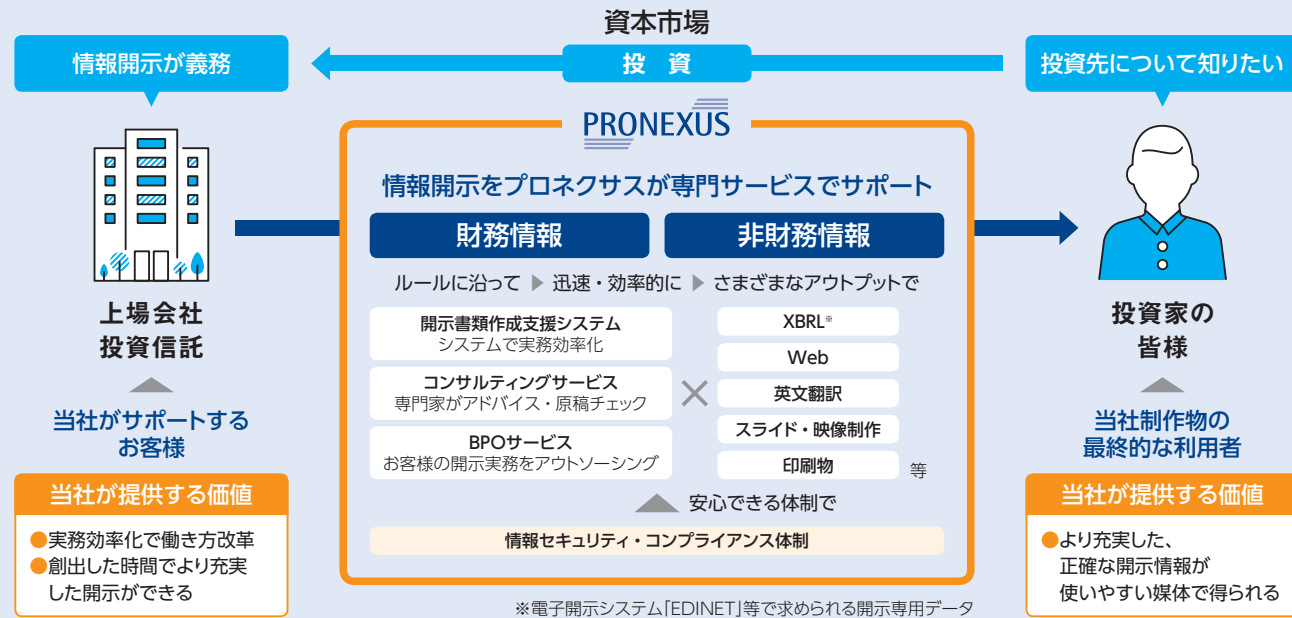 資本市場
投 資
情報開示が義務
上場会社
投資信託
当社がサポートする
お客様
当社が提供する価値
●実務効率化で働き方改革
●創出した時間でより充実
した開示ができる
PRONEXUS
情報開示をプロネクサスが専門サービスでサポート
財務情報
非財務情報
ルールに沿って ▶ 迅速・効率的に ▶ さまざまなアウトプットで
開示書類作成支援システム
システムで実務効率化
コンサルティングサービス
専門家がアドバイス・原稿チェック
BPOサービス
お客様の開示実務をアウトソーシング
×
XBRL※
Web
英文翻訳
スライド・映像制作
印刷物
等
安心できる体制で
情報セキュリティ・コンプライアンス体制
※電子開示システム「EDINET」等で求められる開示専用データ
投資先について知りたい
投資家の
皆様
当社制作物の
最終的な利用者
当社が提供する価値
●より充実した、
正確な開示情報が
使いやすい媒体で得られる